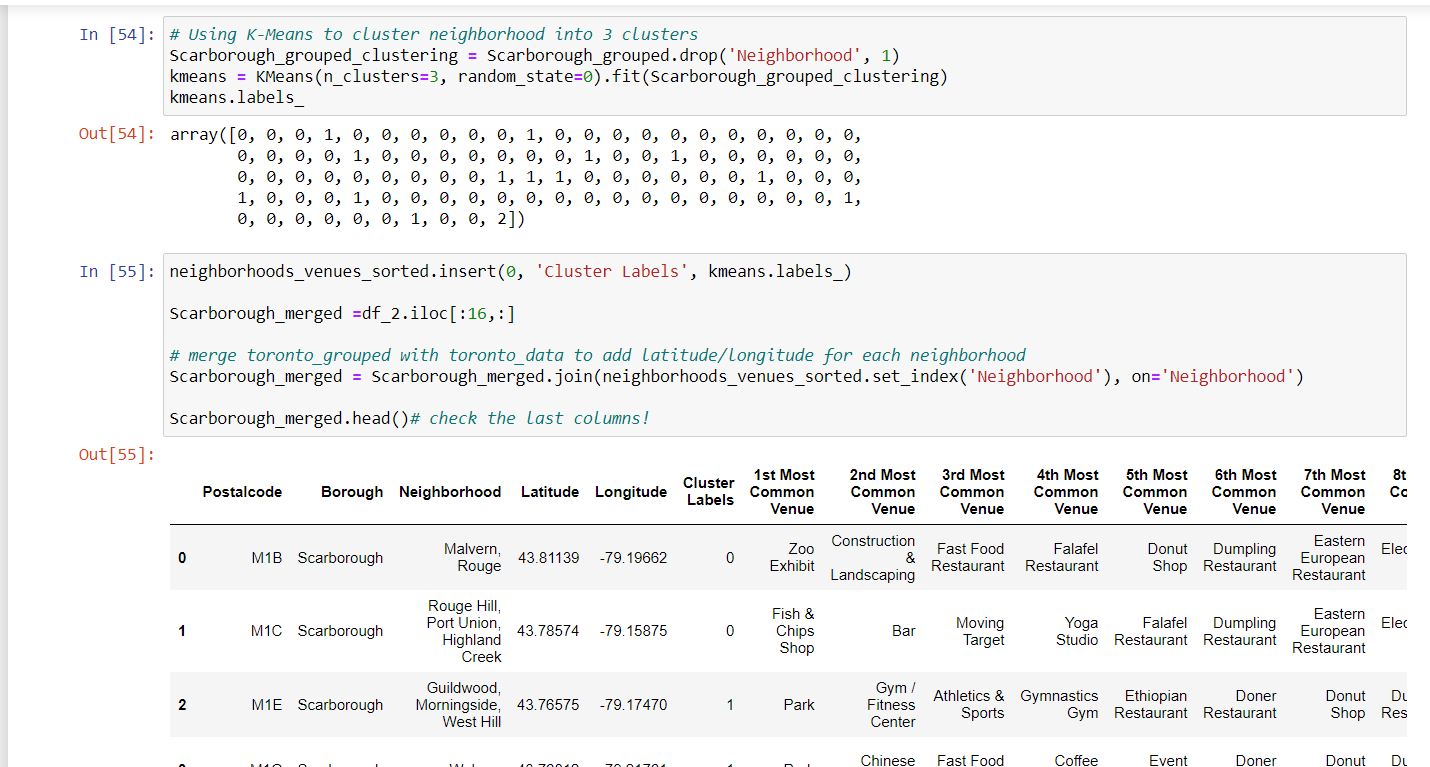 In [54]: # Using K-Means to cluster neighborhood into 3 clusters
Scarborough_grouped_clustering = Scarborough_grouped.drop('Neighborhood', 1)
kmeans = KMeans(n_clusters=3, random_state=0).fit(Scarborough_grouped_clustering)
kmeans.labels_
Out[54]: array([0, 0, 0, 1, 0, 0, 0, 0, 0, 0, 1, 0, 0, 0, 0, 0, 0, 0, 0, 0, 0, 0,
0, 0, 0, 0, 1, 0, 0, 0, 0, 0, 0, 0, 1, 0, 0, 1, 0, 0, 0, 0, 0, 0,
0, 0, 0, 0, 0, 0, 0, 0, 0, 1, 1, 1, 0, 0, 0, 0, 0, 0, 1, 0, 0, 0,
1, 0, 0, 0, 1, 0, 0, 0, 0, 0, 0, 0, 0, 0, 0, 0, 0, 0, 0, 0, 0, 1,
0, 0, 0, 0, 0, 0, 1, 0, 0, 2])
In [55]: neighborhoods_venues_sorted.insert(0, 'Cluster Labels', kmeans.labels_)
Scarborough_merged =df_2.iloc[:16,:]
# merge toronto_grouped with toronto_data to add latitude/longitude for each neighborhood
Scarborough_merged = Scarborough_merged.join(neighborhoods_venues_sorted.set_index('Neighborhood'), on='Neighborhood')
Scarborough_merged.head()# check the last columns!
Out[55]:
Postalcode Borough Neighborhood Latitude Longitude Cluster Labels 1st Most Common Venue 2nd Most Common Venue 3rd Most Common Venue 4th Most Common Venue 5th Most Common Venue 6th Most Common Venue 7th Most Common Venue
0 M1B Scarborough Malvern, Rouge 43.81139 -79.19662 0 Zoo Exhibit Construction & Landscaping Fast Food Restaurant Falafel Restaurant Donut Shop Dumpling Restaurant Eastern European Restaurant
1 M1C Scarborough Rouge Hill, Port Union, Highland Creek 43.78574 -79.15875 0 Fish & Chips Shop Bar Moving Target Yoga Studio Falafel Restaurant Dumpling Restaurant Eastern European Restaurant
2 M1E Scarborough Guildwood, Morningside, West Hill 43.76575 -79.17470 1 Park Gym / Fitness Center Athletics & Sports Gymnastics Gym Ethiopian Restaurant Doner Restaurant Donut Shop
Chinese Fast Food Coffee Event Doner Donut